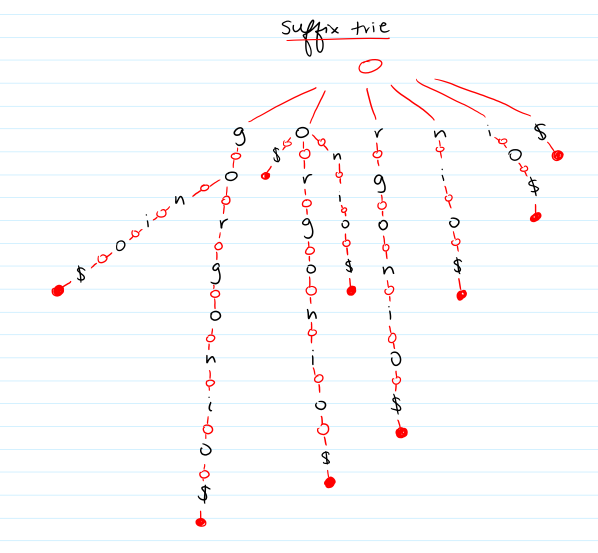 suffix trie
g o
n i o $
r g o n i o $
o
$
r g o n i o $
n i o $
r g o n i o $
n i o $
i o $
$